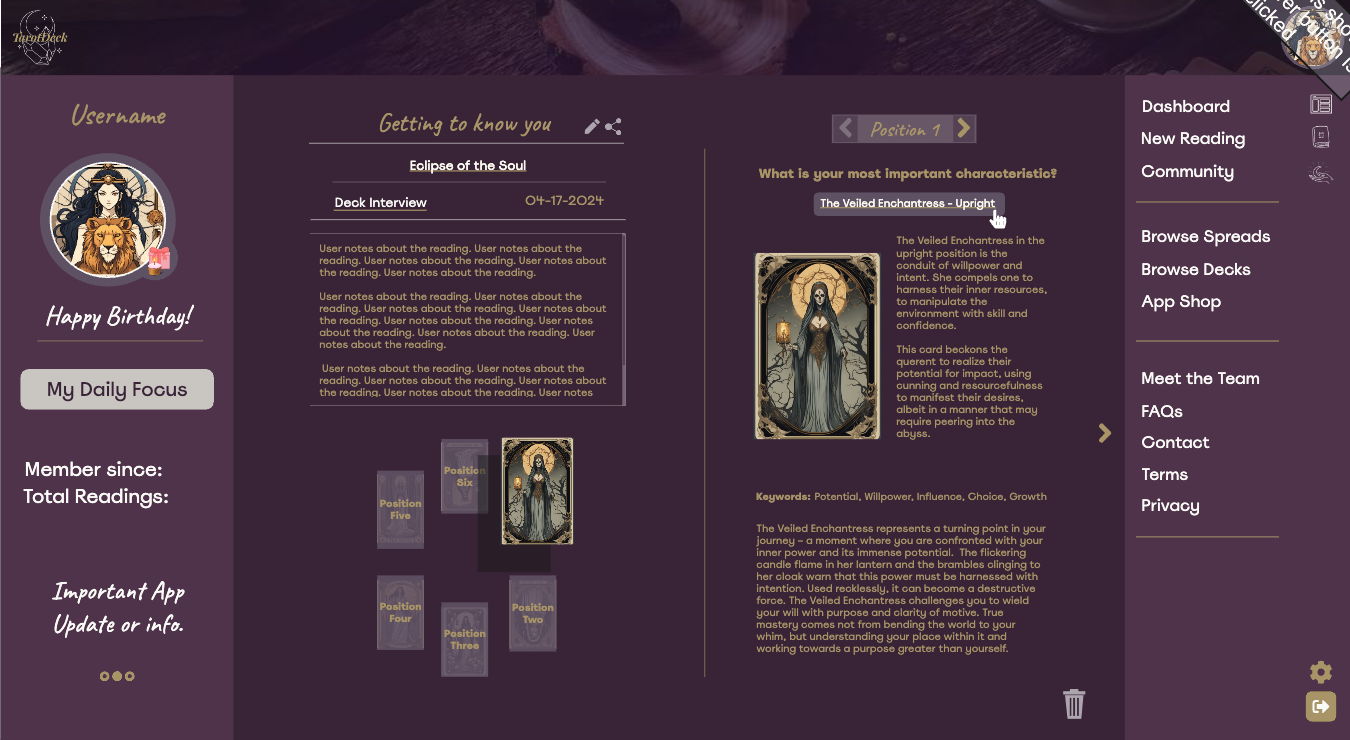 TarotDeck
clicked
Username
Happy Birthday!
My Daily Focus
Member since:
Total Readings:
Important App
Update or info.
Getting to know you
Eclipse of the Soul
Deck Interview
04-17-2024
User notes about the reading. User notes about the
reading. User notes about the reading. User notes about
the reading. User notes about the reading.
User notes about the reading. User notes about the
reading. User notes about the reading. User notes about
the reading. User notes about the reading. User notes
about the reading. User notes about the reading. User
notes about the reading.
User notes about the reading. User notes about the
reading. User notes about the reading. User notes about
the reading. User notes about the reading. User notes
Position
Six
Position
Five
Position
Four
Position
Three
Position
Two
Position 1
What is your most important characteristic?
The Veiled Enchantress - Upright
The Veiled Enchantress in the
upright position is the
conduit of willpower and
intent. She compels one to
harness their inner resources,
to manipulate the
environment with skill and
confidence.
This card beckons the
querent to realize their
potential for impact, using
cunning and resourcefulness
to manifest their desires,
albeit in a manner that may
require peering into the
abyss.
Keywords: Potential, Willpower, Influence, Choice, Growth
The Veiled Enchantress represents a turning point in your
journey – a moment where you are confronted with your
inner power and its immense potential.  The flickering
candle flame in her lantern and the brambles clinging to
her cloak warn that this power must be harnessed with
intention. Used recklessly, it can become a destructive
force. The Veiled Enchantress challenges you to wield
your will with purpose and clarity of motive. True
mastery comes not from bending the world to your
whim, but understanding your place within it and
working towards a purpose greater than yourself.
Dashboard
New Reading
Community
Browse Spreads
Browse Decks
App Shop
Meet the Team
FAQs
Contact
Terms
Privacy